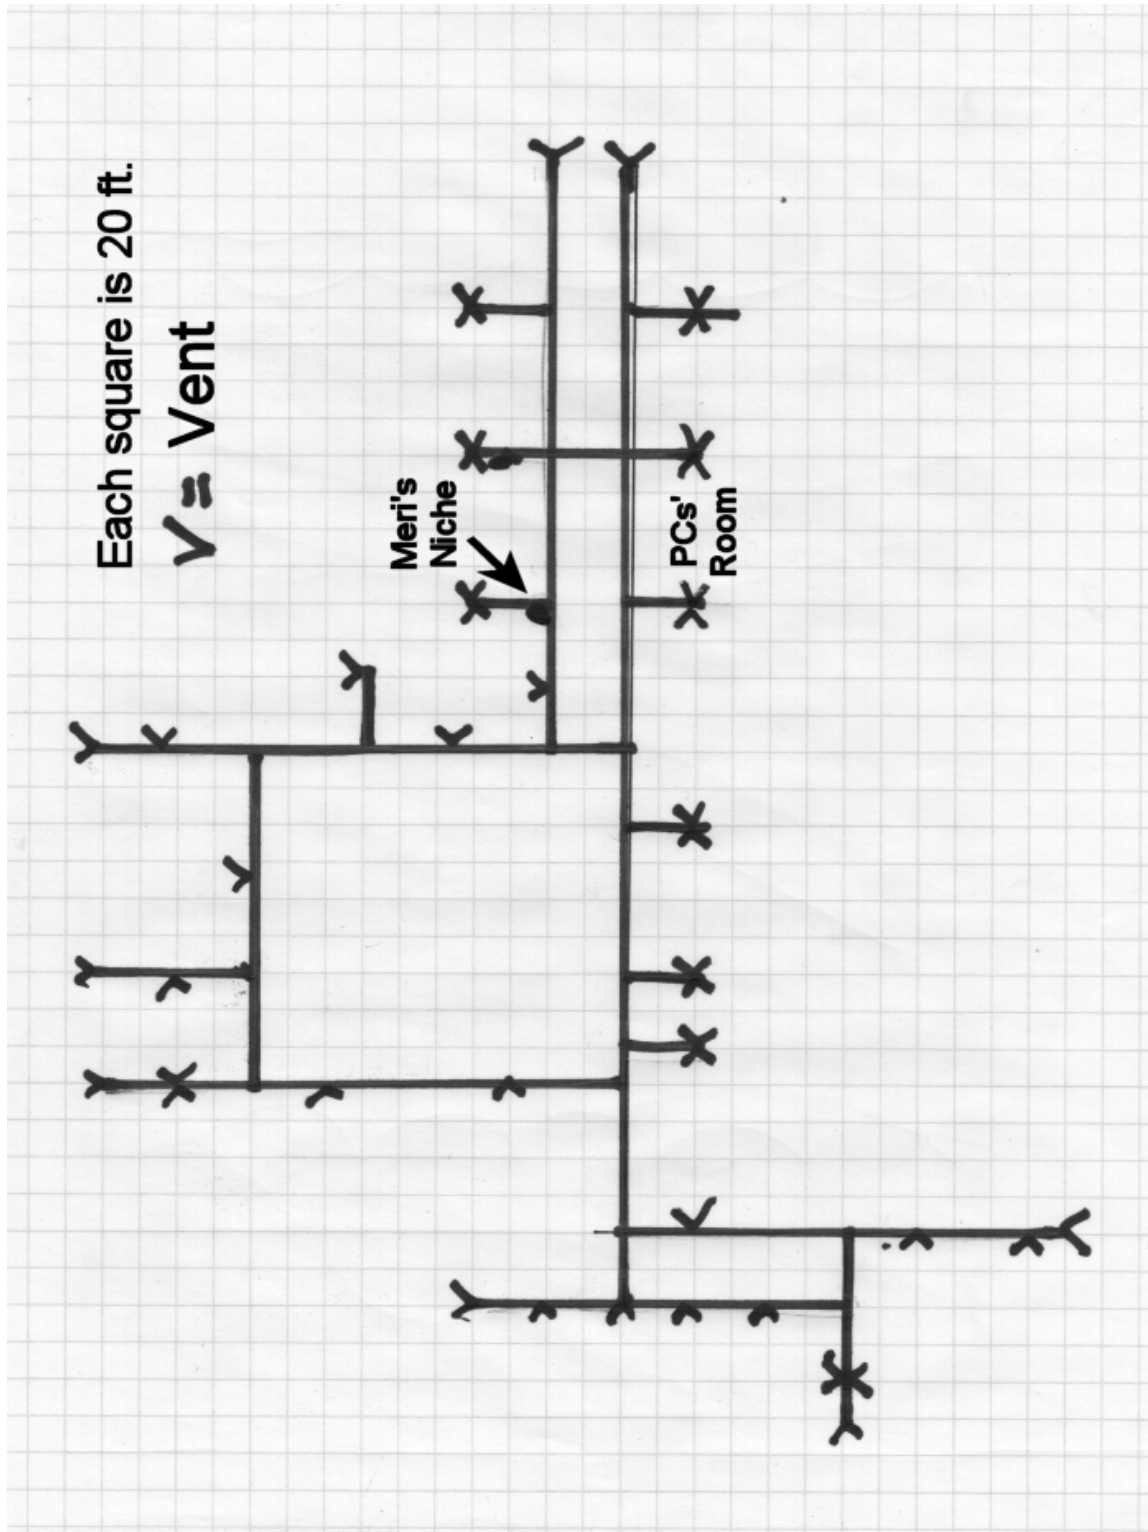 Each square is 20 ft.
V = Vent
Meri's
Niche
PCs'
Room